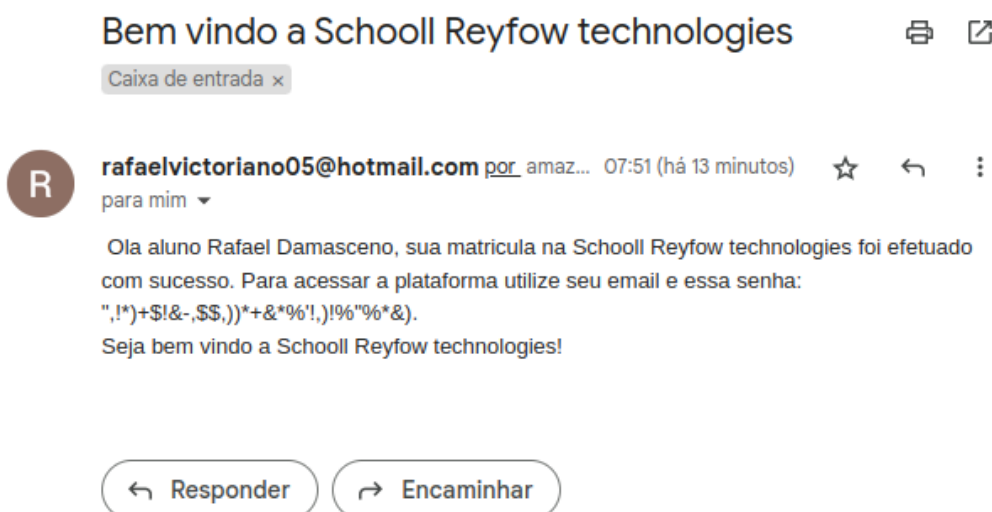 Bem vindo a Schooll Reyfow technologies
Caixa de entrada ×
R
rafaelvictoriano05@hotmail.com por amaz... 07:51 (há 13 minutos)
para mim
Ola aluno Rafael Damasceno, sua matricula na Schooll Reyfow technologies foi efetuado
com sucesso. Para acessar a plataforma utilize seu email e essa senha:
",!*)+$!&-,$$,))*+&*%'!,)!%"%*&).
Seja bem vindo a Schooll Reyfow technologies!
Responder
Encaminhar